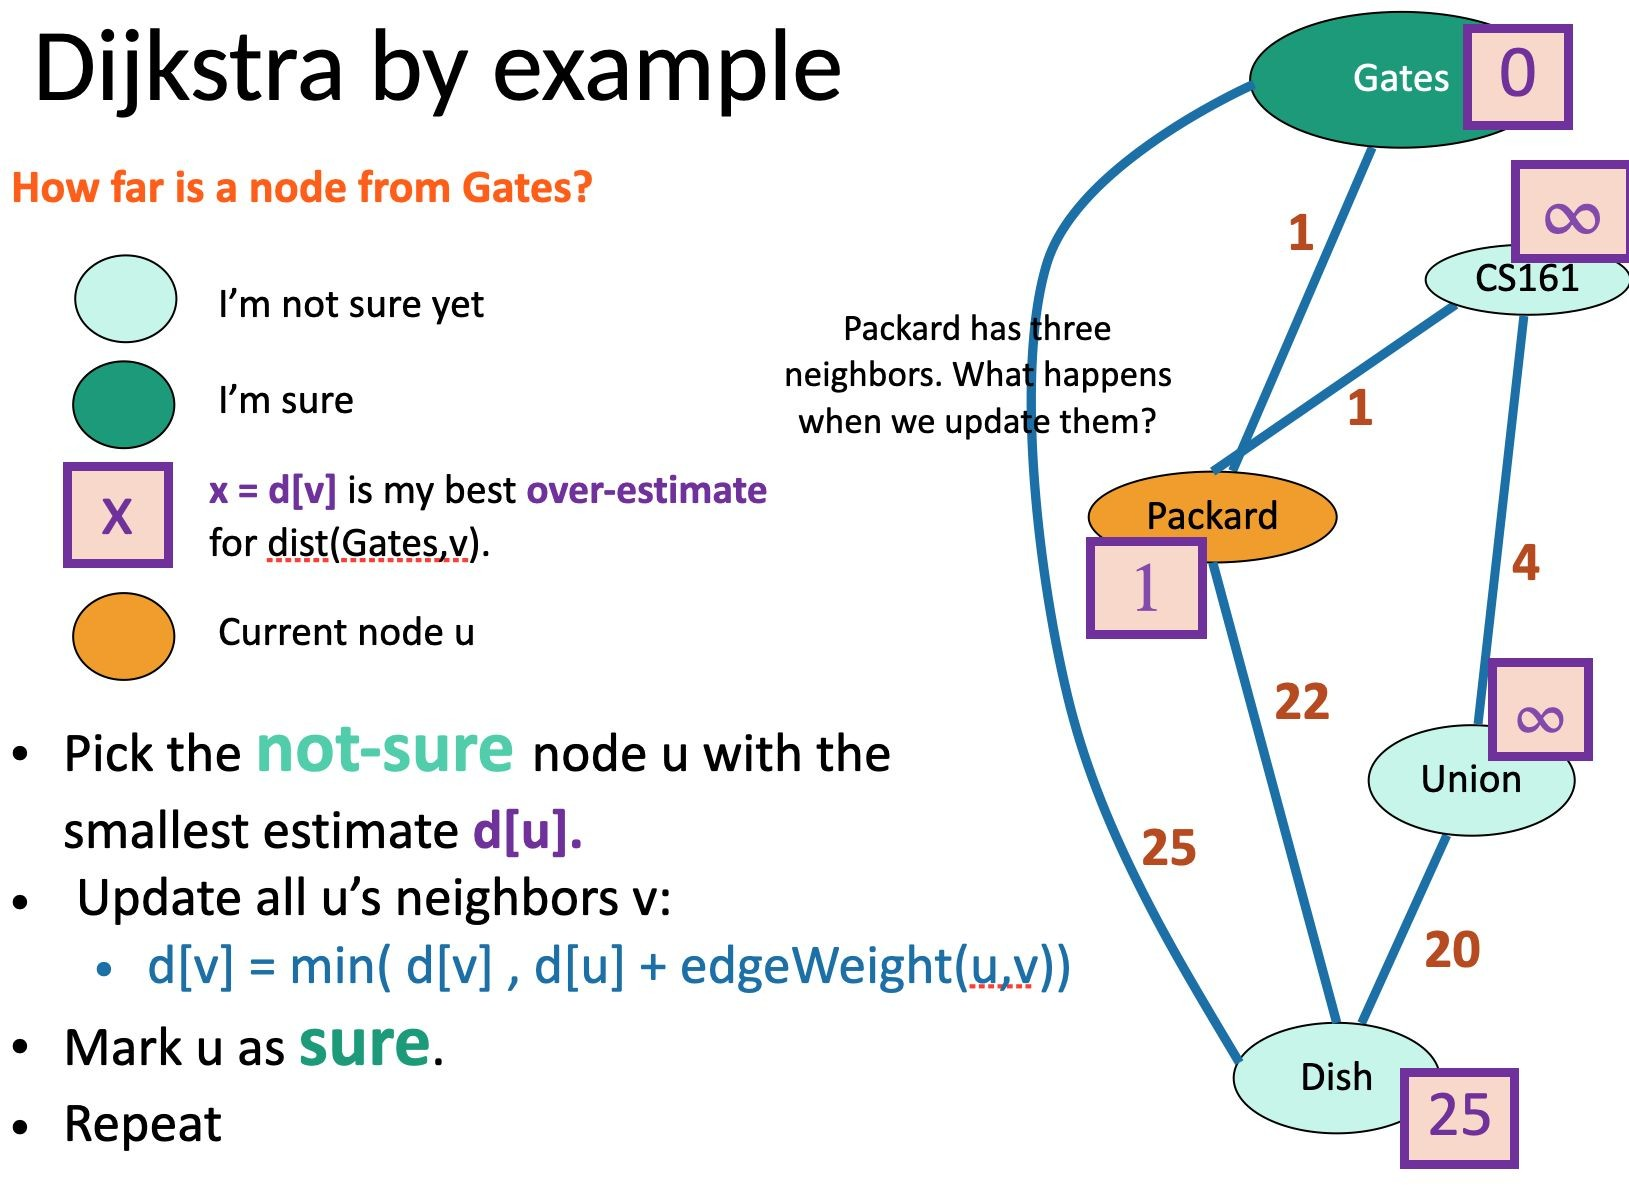 Dijkstra by example
How far is a node from Gates?
I'm not sure yet
I'm sure
x
x = d[v] is my best over-estimate
for dist(Gates,v).
Current node u
• Pick the not-sure node u with the
smallest estimate d[u].
• Update all u's neighbors v:
• d[v] = min( d[v] , d[u] + edgeWeight(u,v))
• Mark u as sure.
• Repeat
Packard has three
neighbors. What happens
when we update them?
Gates
0
1
∞
CS161
1
Packard
1
4
22
∞
Union
25
20
Dish
25